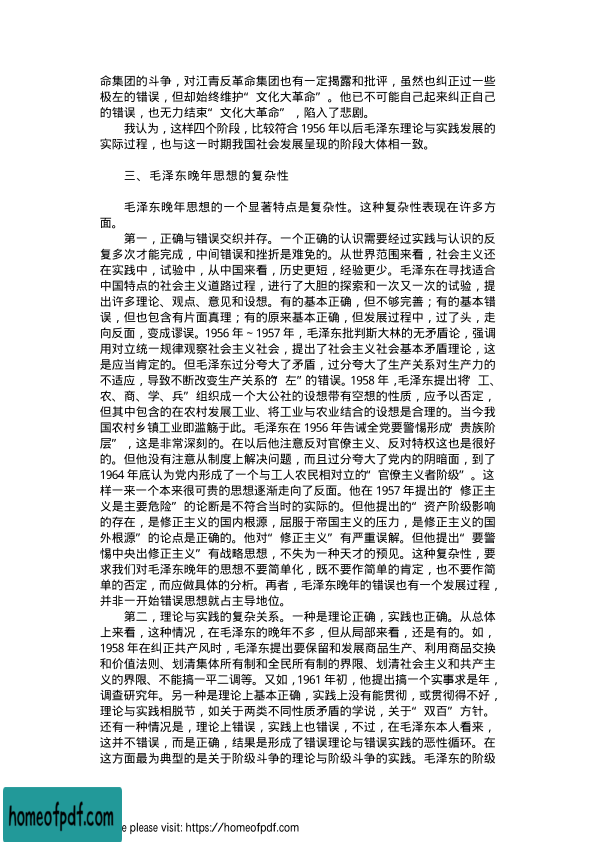 命集团的斗争，对江青反革命集团也有一定揭露和批评，虽然也纠正过一些
极左的错误，但却始终维护“文化大革命”。他已不可能自己起来纠正自己
的错误，也无力结束“文化大革命”，陷入了悲剧。
我认为，这样四个阶段，比较符合 1956 年以后毛泽东理论与实践发展的
实际过程，也与这一时期我国社会发展呈现的阶段大体相一致。
三、毛泽东晚年思想的复杂性
毛泽东晚年思想的一个显著特点是复杂性。这种复杂性表现在许多方
面。
第一，正确与错误交织并存。一个正确的认识需要经过实践与认识的反
复多次才能完成，中间错误和挫折是难免的。从世界范围来看，社会主义还
在实践中，试验中，从中国来看，历史更短，经验更少。毛泽东在寻找适合
中国特点的社会主义道路过程，进行了大胆的探索和一次又一次的试验，提
出许多理论、观点、意见和设想。有的基本正确，但不够完善；有的基本错
误，但也包含有片面真理；有的原来基本正确，但发展过程中，过了头，走
向反面，变成谬误。1956 年～1957 年，毛泽东批判斯大林的无矛盾论，强调
用对立统一规律观察社会主义社会，提出了社会主义社会基本矛盾理论，这
是应当肯定的。但毛泽东过分夸大了矛盾，过分夸大了生产关系对生产力的
不适应，导致不断改变生产关系的“左”的错误。1958 年，毛泽东提出将“工、
农、商、学、兵”组织成一个大公社的设想带有空想的性质，应予以否定，
但其中包含的在农村发展工业、将工业与农业结合的设想是合理的。当今我
国农村乡镇工业即滥觞于此。毛泽东在 1956 年告诫全党要警惕形成“贵族阶
层”，这是非常深刻的。在以后他注意反对官僚主义、反对特权这也是很好
的。但他没有注意从制度上解决问题，而且过分夸大了党内的阴暗面，到了
1964 年底认为党内形成了一个与工人农民相对立的“官僚主义者阶级”。这
样一来一个本来很可贵的思想逐渐走向了反面。他在 1957 年提出的“修正主
义是主要危险”的论断是不符合当时的实际的。但他提出的“资产阶级影响
的存在，是修正主义的国内根源，屈服于帝国主义的压力，是修正主义的国
外根源”的论点是正确的。他对“修正主义”有严重误解。但他提出“要警
惕中央出修正主义”有战略思想，不失为一种天才的预见。这种复杂性，要
求我们对毛泽东晚年的思想不要简单化，既不要作简单的肯定，也不要作简
单的否定，而应做具体的分析。再者，毛泽东晚年的错误也有一个发展过程，
并非一开始错误思想就占主导地位。
第二，理论与实践的复杂关系。一种是理论正确，实践也正确。从总体
上来看，这种情况，在毛泽东的晚年不多，但从局部来看，还是有的。如，
1958 年在纠正共产风时，毛泽东提出要保留和发展商品生产、利用商品交换
和价值法则、划清集体所有制和全民所有制的界限、划清社会主义和共产主
义的界限、不能搞一平二调等。又如，1961 年初，他提出搞一个实事求是年，
调查研究年。另一种是理论上基本正确，实践上没有能贯彻，或贯彻得不好，
理论与实践相脱节，如关于两类不同性质矛盾的学说，关于“双百”方针。
还有一种情况是，理论上错误，实践上也错误，不过，在毛泽东本人看来，
这并不错误，而是正确，结果是形成了错误理论与错误实践的恶性循环。在
这方面最为典型的是关于阶级斗争的理论与阶级斗争的实践。毛泽东的阶级
homeofpdf.com
please visit: https://homeofpdf.com